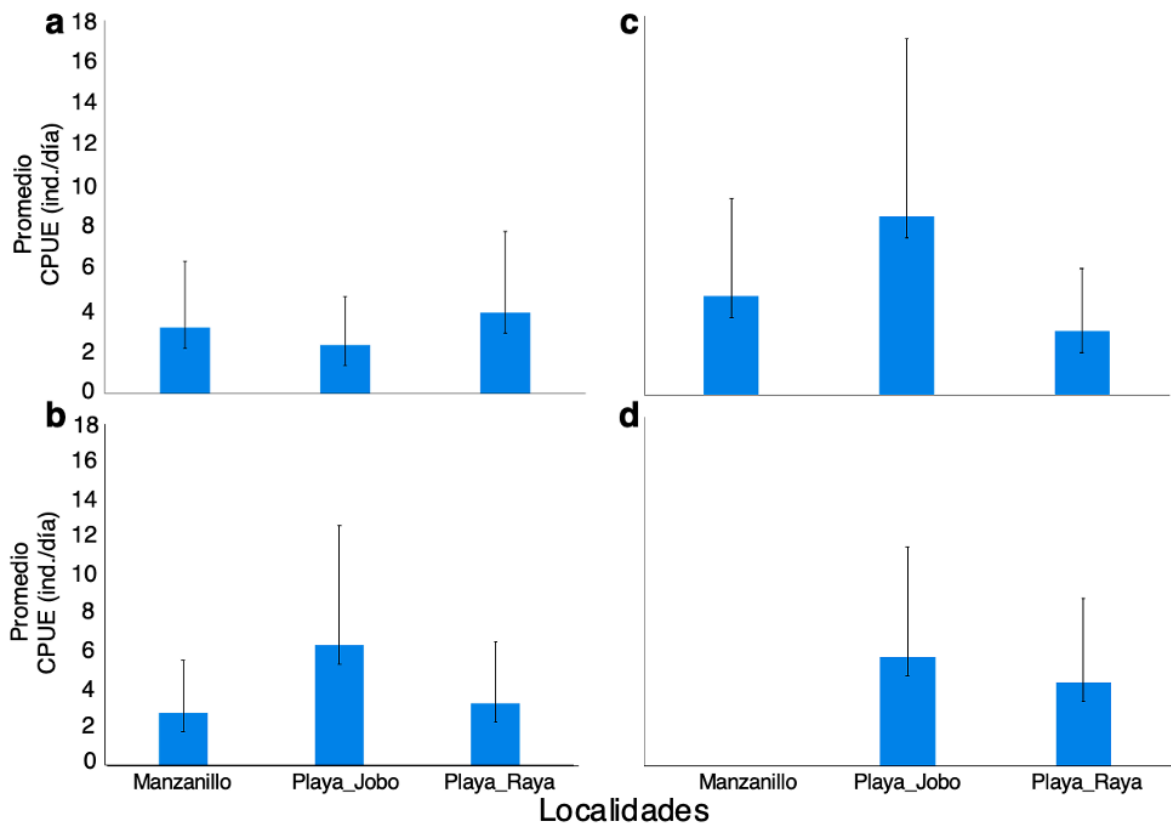 a
18
16
14
12
10
8
6
4
2
0
Promedio
CPUE (ind./día)
c
b
18
16
14
12
10
8
6
4
2
0
Promedio
CPUE (ind./día)
Manzanillo Playa_Jobo Playa_Raya
d
Manzanillo Playa_Jobo Playa_Raya
Localidades